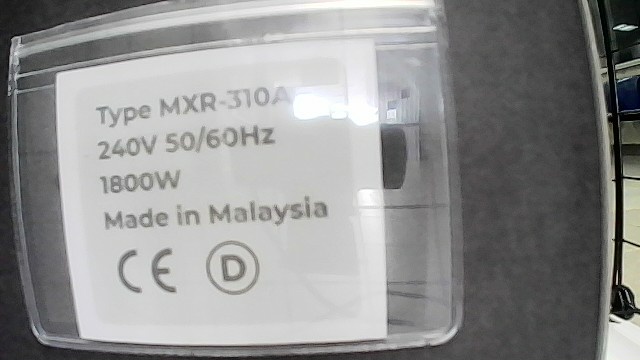 Type MXR-310A
240V 50/60Hz
1800W
Made in Malaysia
CE D